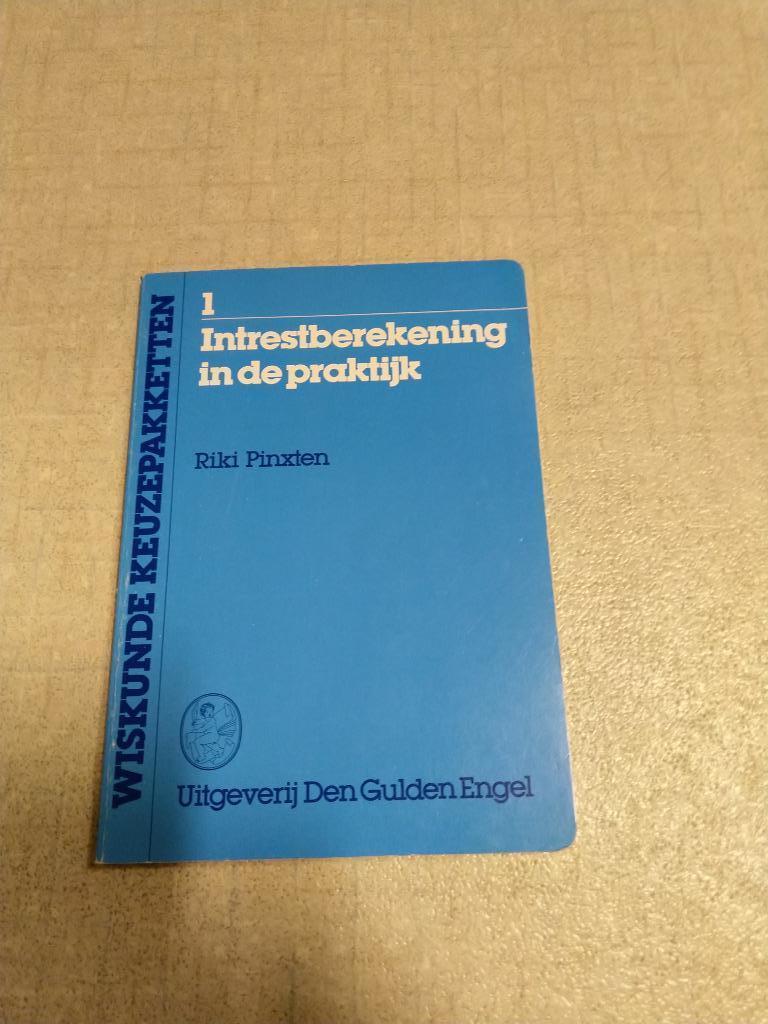 WISKUNDE KEUZEPAKKETTEN
1
Intrestberekening
in de praktijk
Riki Pinxten
Uitgeverij Den Gulden Engel